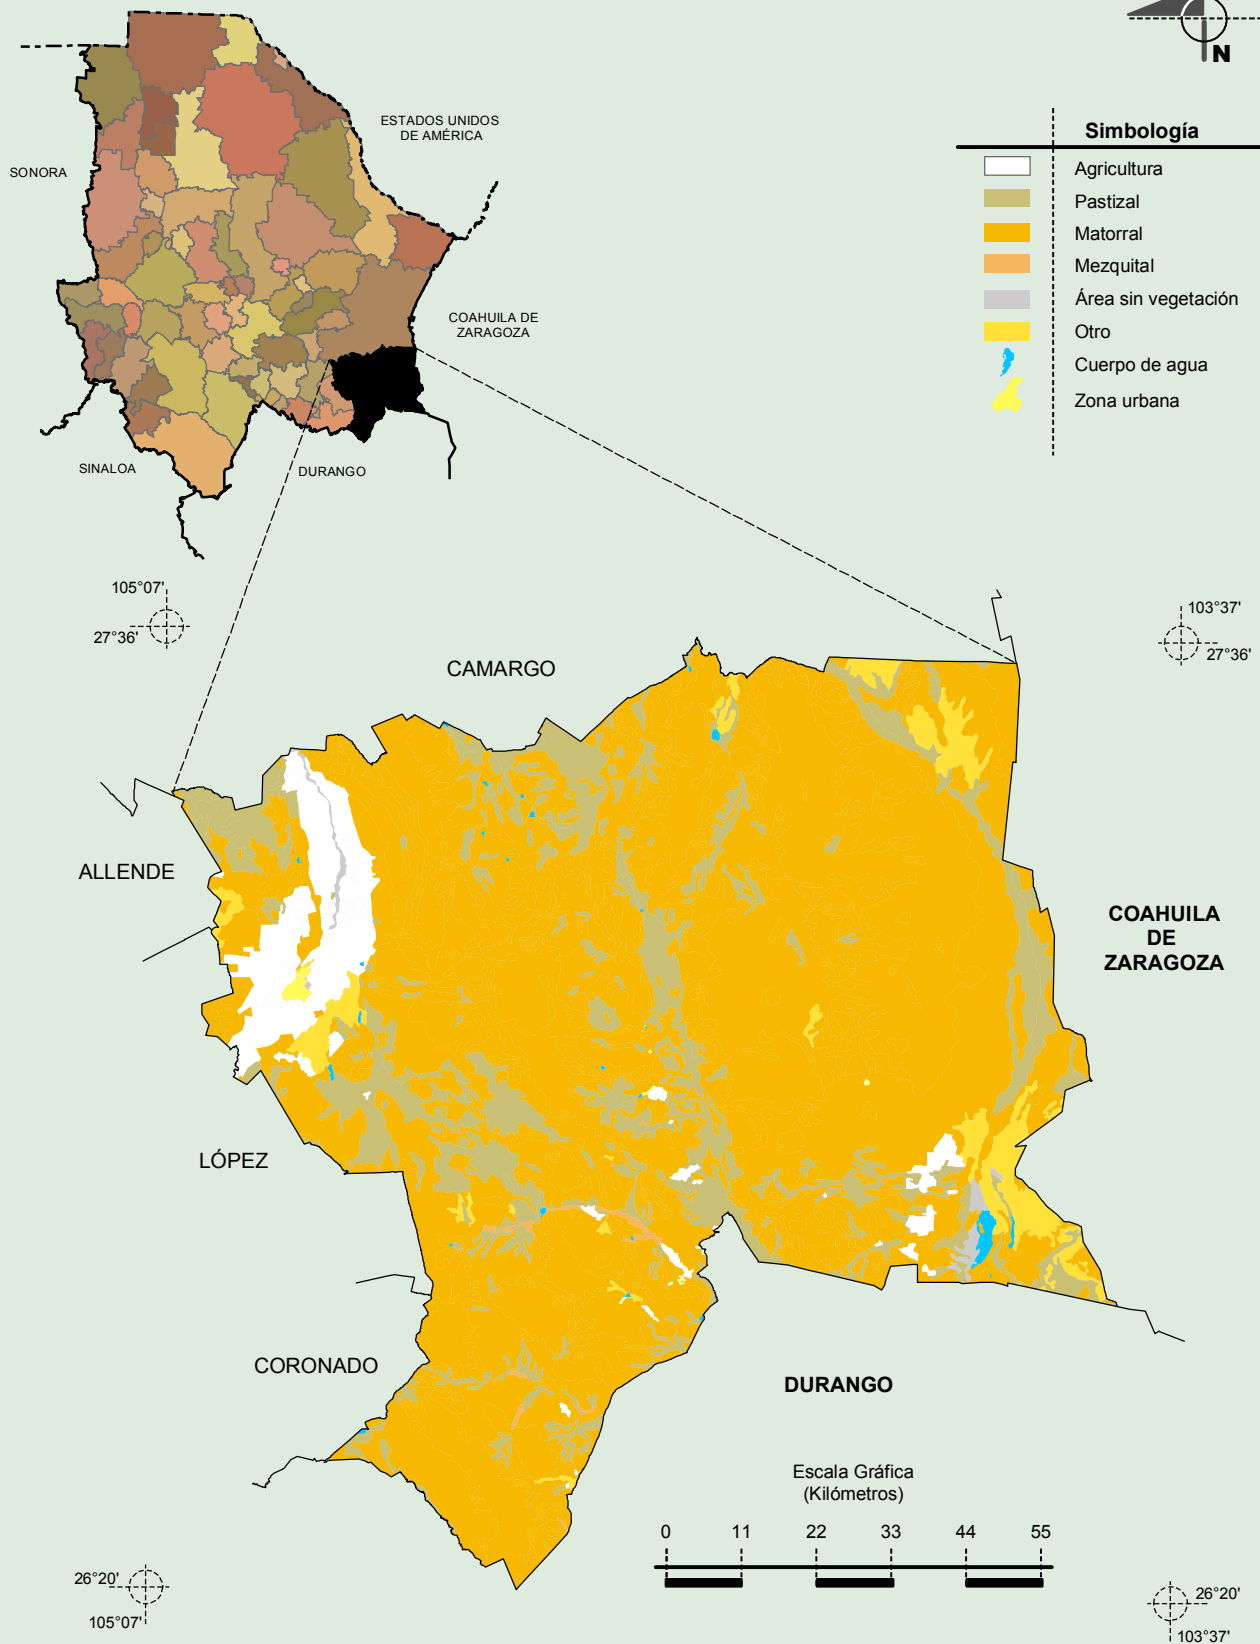 N
ESTADOS UNIDOS
DE AMÉRICA
SONORA
COAHUILA DE
ZARAGOZA
SINALOA
DURANGO
Simbología
Agricultura
Pastizal
Matorral
Mezquital
Área sin vegetación
Otro
Cuerpo de agua
Zona urbana
105°07'
27°36'
103°37'
27°36'
CAMARGO
ALLENDE
COAHUILA
DE
ZARAGOZA
LÓPEZ
CORONADO
DURANGO
Escala Gráfica
(Kilómetros)
0 11 22 33 44 55
26°20'
105°07'
26°20'
103°37'